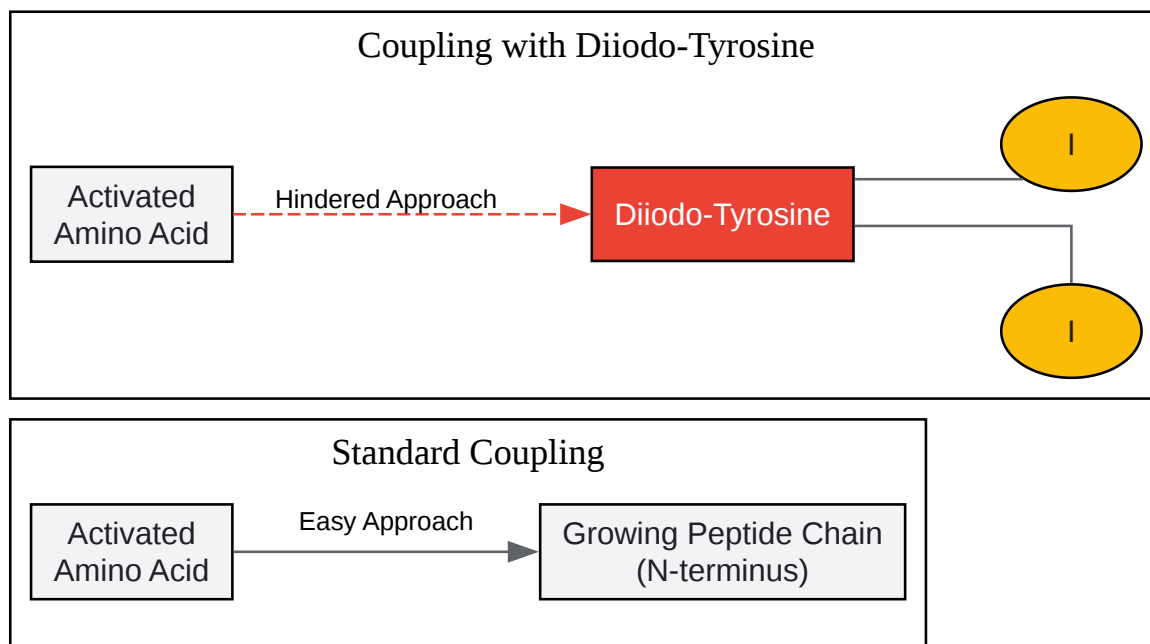 Coupling with Diiodo-Tyrosine
I
Activated
Amino Acid
Hindered Approach
Diiodo-Tyrosine
I
Standard Coupling
Activated
Amino Acid
Easy Approach
Growing Peptide Chain
(N-terminus)